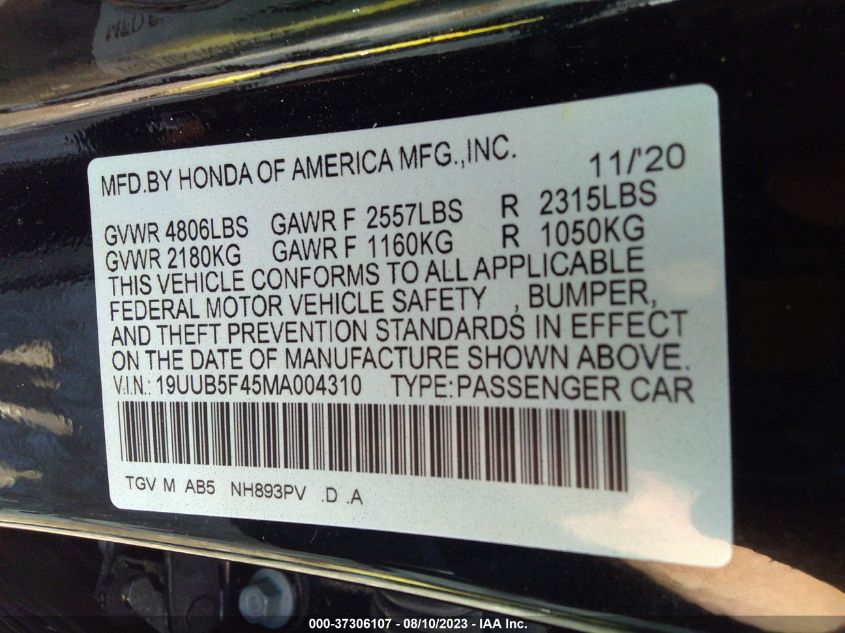 MFD.BY HONDA OF AMERICA MFG.,INC. 11/'20
GVWR 4806LBS GAWR F 2557LBS R 2315LBS
GVWR 2180KG GAWR F 1160KG R 1050KG
THIS VEHICLE CONFORMS TO ALL APPLICABLE
FEDERAL MOTOR VEHICLE SAFETY , BUMPER,
AND THEFT PREVENTION STANDARDS IN EFFECT
ON THE DATE OF MANUFACTURE SHOWN ABOVE.
V.I.N.: 19UUB5F45MA004310 TYPE:PASSENGER CAR
TGV M AB5 NH893PV .D .A
000-37306107 - 08/10/2023 - IAA Inc.